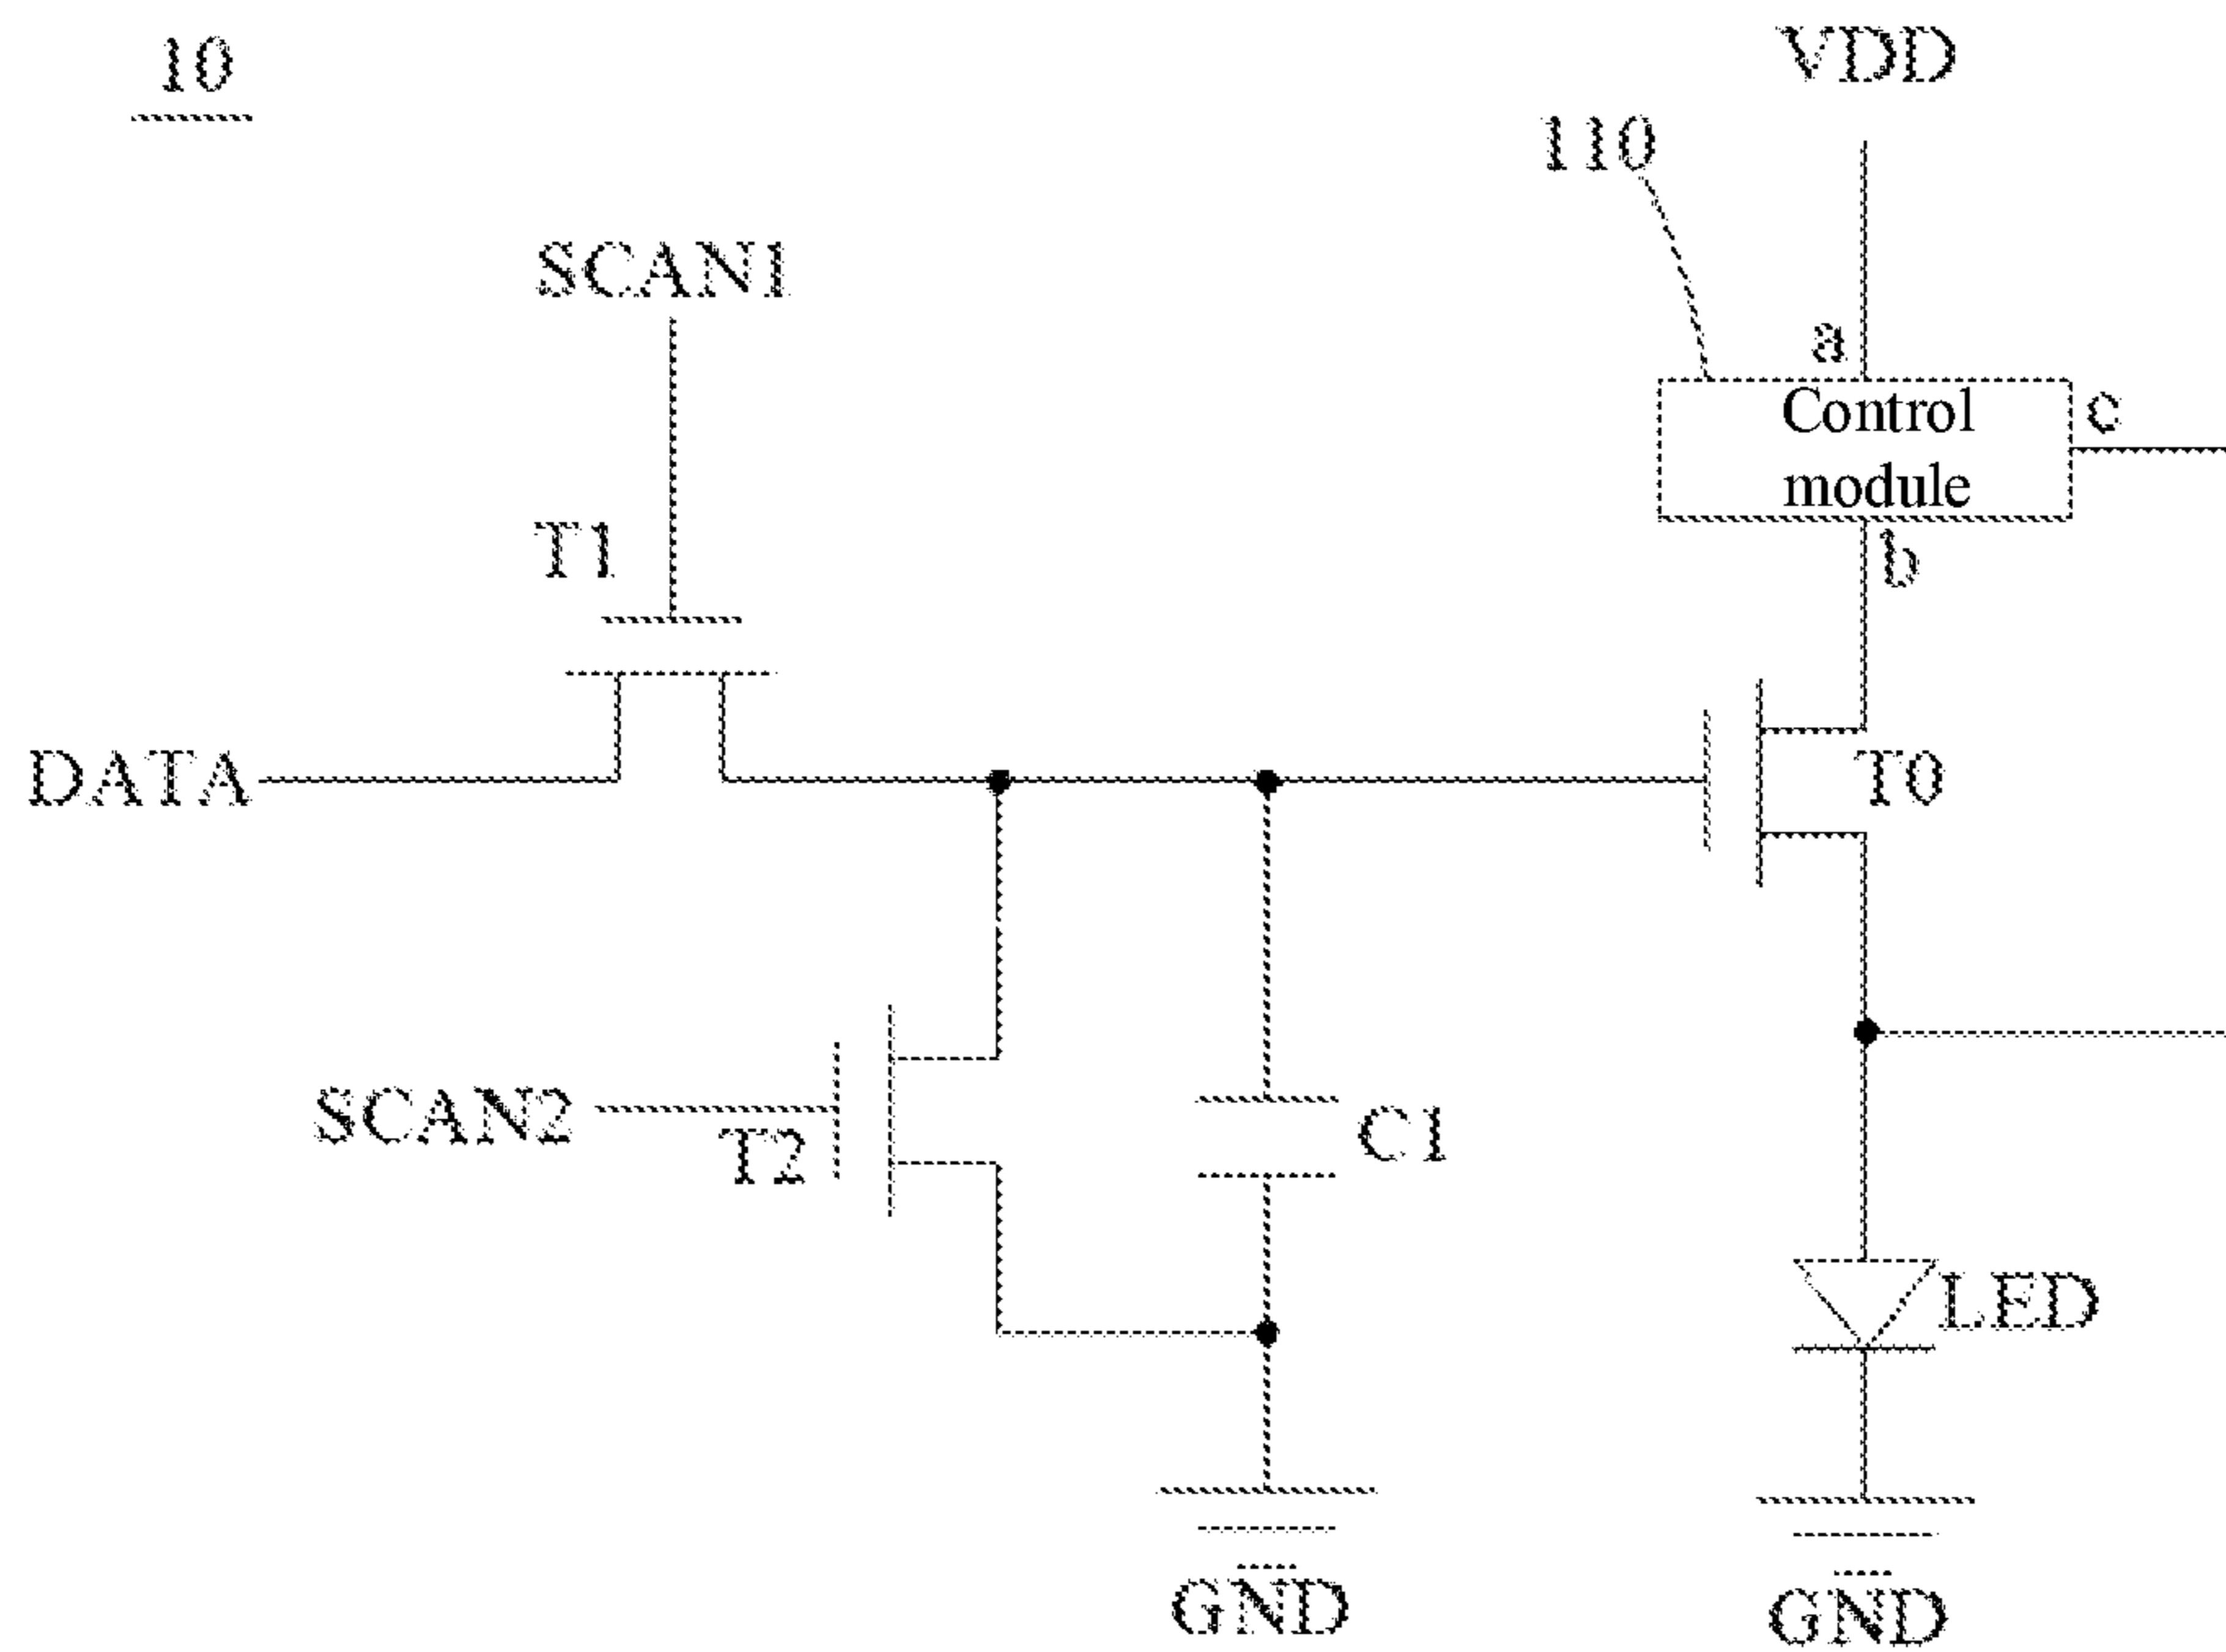 10
VDD
110
SCAN1
a
Control
module
c
T1
b
DATA
T0
SCAN2
T2
C1
LED
GND
GND